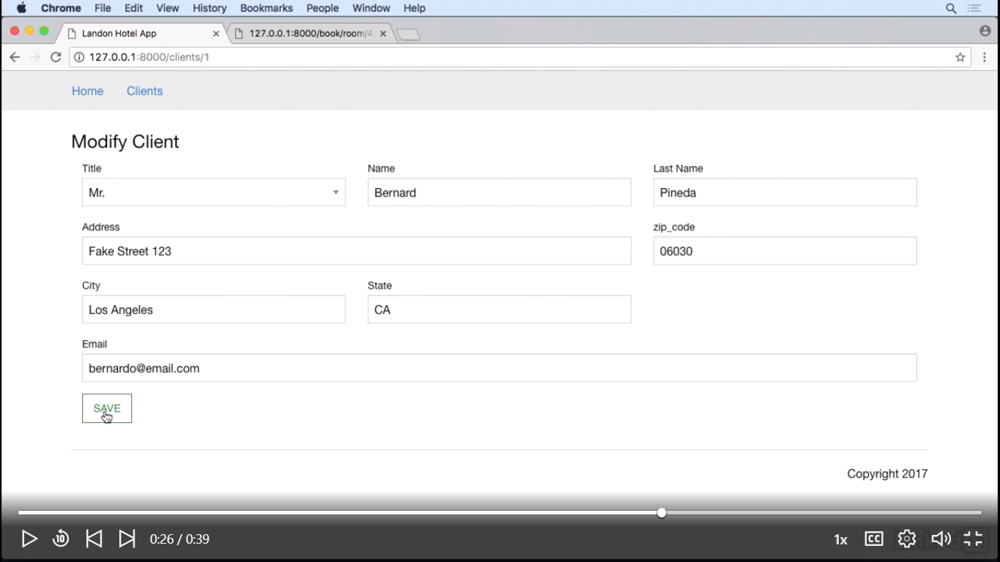 Chrome File Edit View History Bookmarks People Window Help
Landon Hotel App 127.0.0.1:8000/book/room/4
127.0.0.1:8000/clients/1
Home Clients
Modify Client
Title Name Last Name
Mr. Bernard Pineda
Address zip_code
Fake Street 123 06030
City State
Los Angeles CA
Email
bernardo@email.com
SAVE
Copyright 2017
10 0:26 / 0:39 1x CC